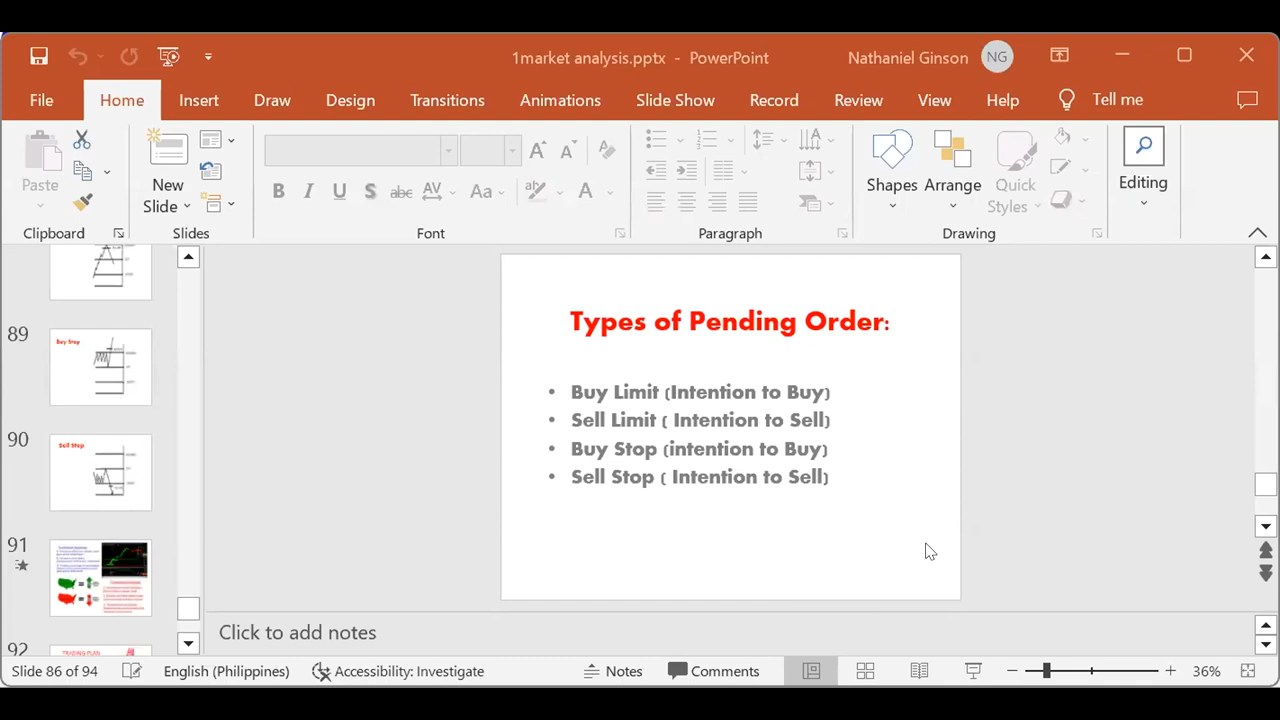 1market analysis.pptx - PowerPoint
Nathaniel Ginson
NG
File
Home
Insert
Draw
Design
Transitions
Animations
Slide Show
Record
Review
View
Help
Tell me
Paste
New
Slide
B I U S abc AV Aa A
Shapes
Arrange
Quick
Styles
Editing
Clipboard
Slides
Font
Paragraph
Drawing
89
Buy Stop
90
Sell Stop
91
92
TRADING PLAN
Types of Pending Order:
• Buy Limit (Intention to Buy)
• Sell Limit ( Intention to Sell)
• Buy Stop (intention to Buy)
• Sell Stop ( Intention to Sell)
Click to add notes
Slide 86 of 94
English (Philippines)
Accessibility: Investigate
Notes
Comments
36%